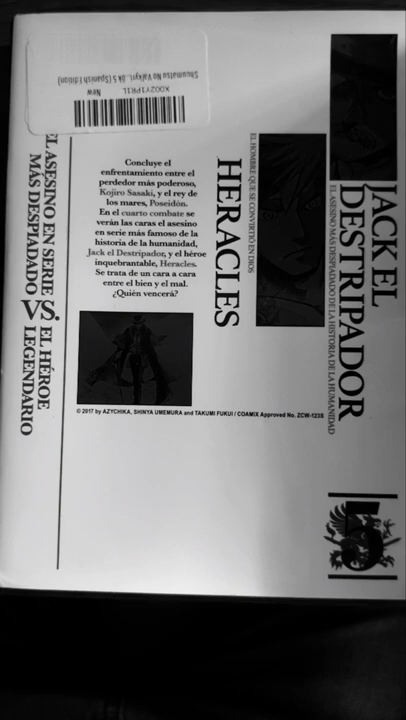 Shuumatsu No Valkyri..ok 5 (Spanish Edition)
New
X002Y1PR1L
JACK EL
DESTRIPADOR
EL ASESINO MÁS DESPIADADO DE LA HISTORIA DE LA HUMANIDAD
EL HOMBRE QUE SE CONVIRTIÓ EN DIOS
HERACLES
Concluye el
enfrentamiento entre el
perdedor más poderoso,
Kojiro Sasaki, y el rey de
los mares, Poseidón.
En el cuarto combate se
verán las caras el asesino
en serie más famoso de la
historia de la humanidad,
Jack el Destripador, y el héroe
inquebrantable, Heracles.
Se trata de un cara a cara
entre el bien y el mal.
¿Quién vencerá?
EL ASESINO EN SERIE
MÁS DESPIADADO
VS.
EL HÉROE
LEGENDARIO
© 2017 by AZYCHIKA, SHINYA UMEMURA and TAKUMI FUKUI / COAMIX Approved No. ZCW-123S
5